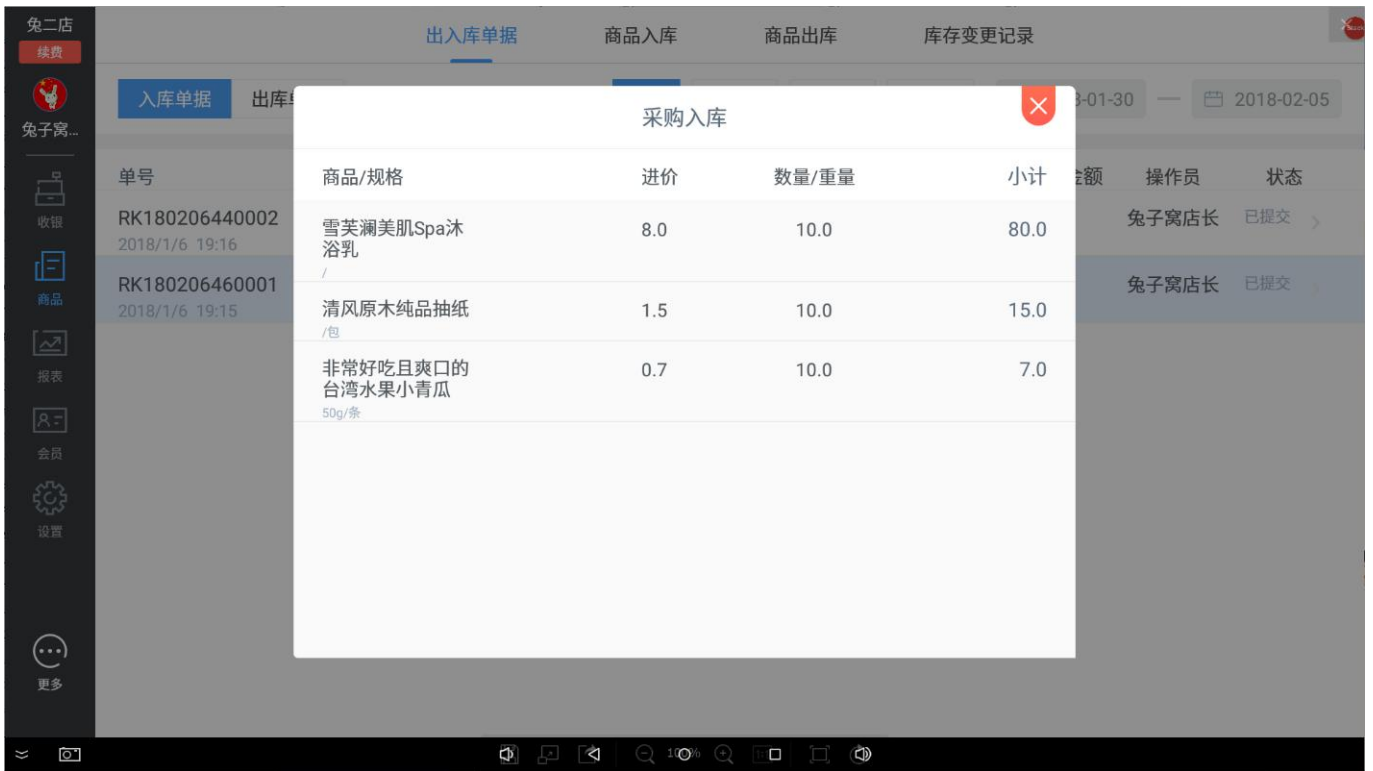 兔二店
续费
兔子窝...
收银
商品
报表
会员
设置
更多
出入库单据
商品入库
商品出库
库存变更记录
入库单据
出库
-01-30
—
2018-02-05
单号
金额
操作员
状态
RK180206440002
2018/1/6 19:16
兔子窝店长
已提交
RK180206460001
2018/1/6 19:15
兔子窝店长
已提交
采购入库
商品/规格
进价
数量/重量
小计
雪芙澜美肌Spa沐
浴乳
/
8.0
10.0
80.0
清风原木纯品抽纸
/包
1.5
10.0
15.0
非常好吃且爽口的
台湾水果小青瓜
50g/条
0.7
10.0
7.0
100%